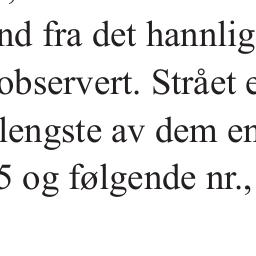 nd fra det hannlig
observert. Strået e
lengste av dem en
5 og følgende nr.,